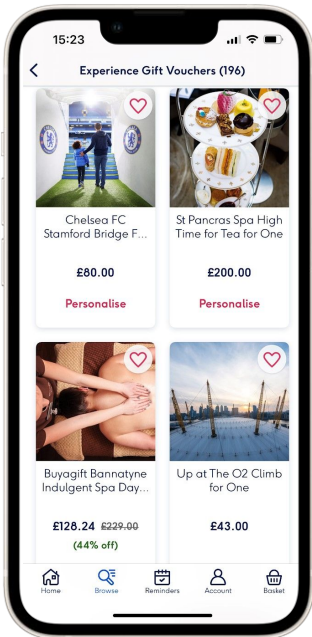 15:23
Experience Gift Vouchers (196)
Chelsea FC
Stamford Bridge F...
£80.00
Personalise
St Pancras Spa High
Time for Tea for One
£200.00
Personalise
Buyagift Bannatyne
Indulgent Spa Day...
£128.24 £229.00
(44% off)
Up at The O2 Climb
for One
£43.00
Home
Browse
Reminders
Account
Basket